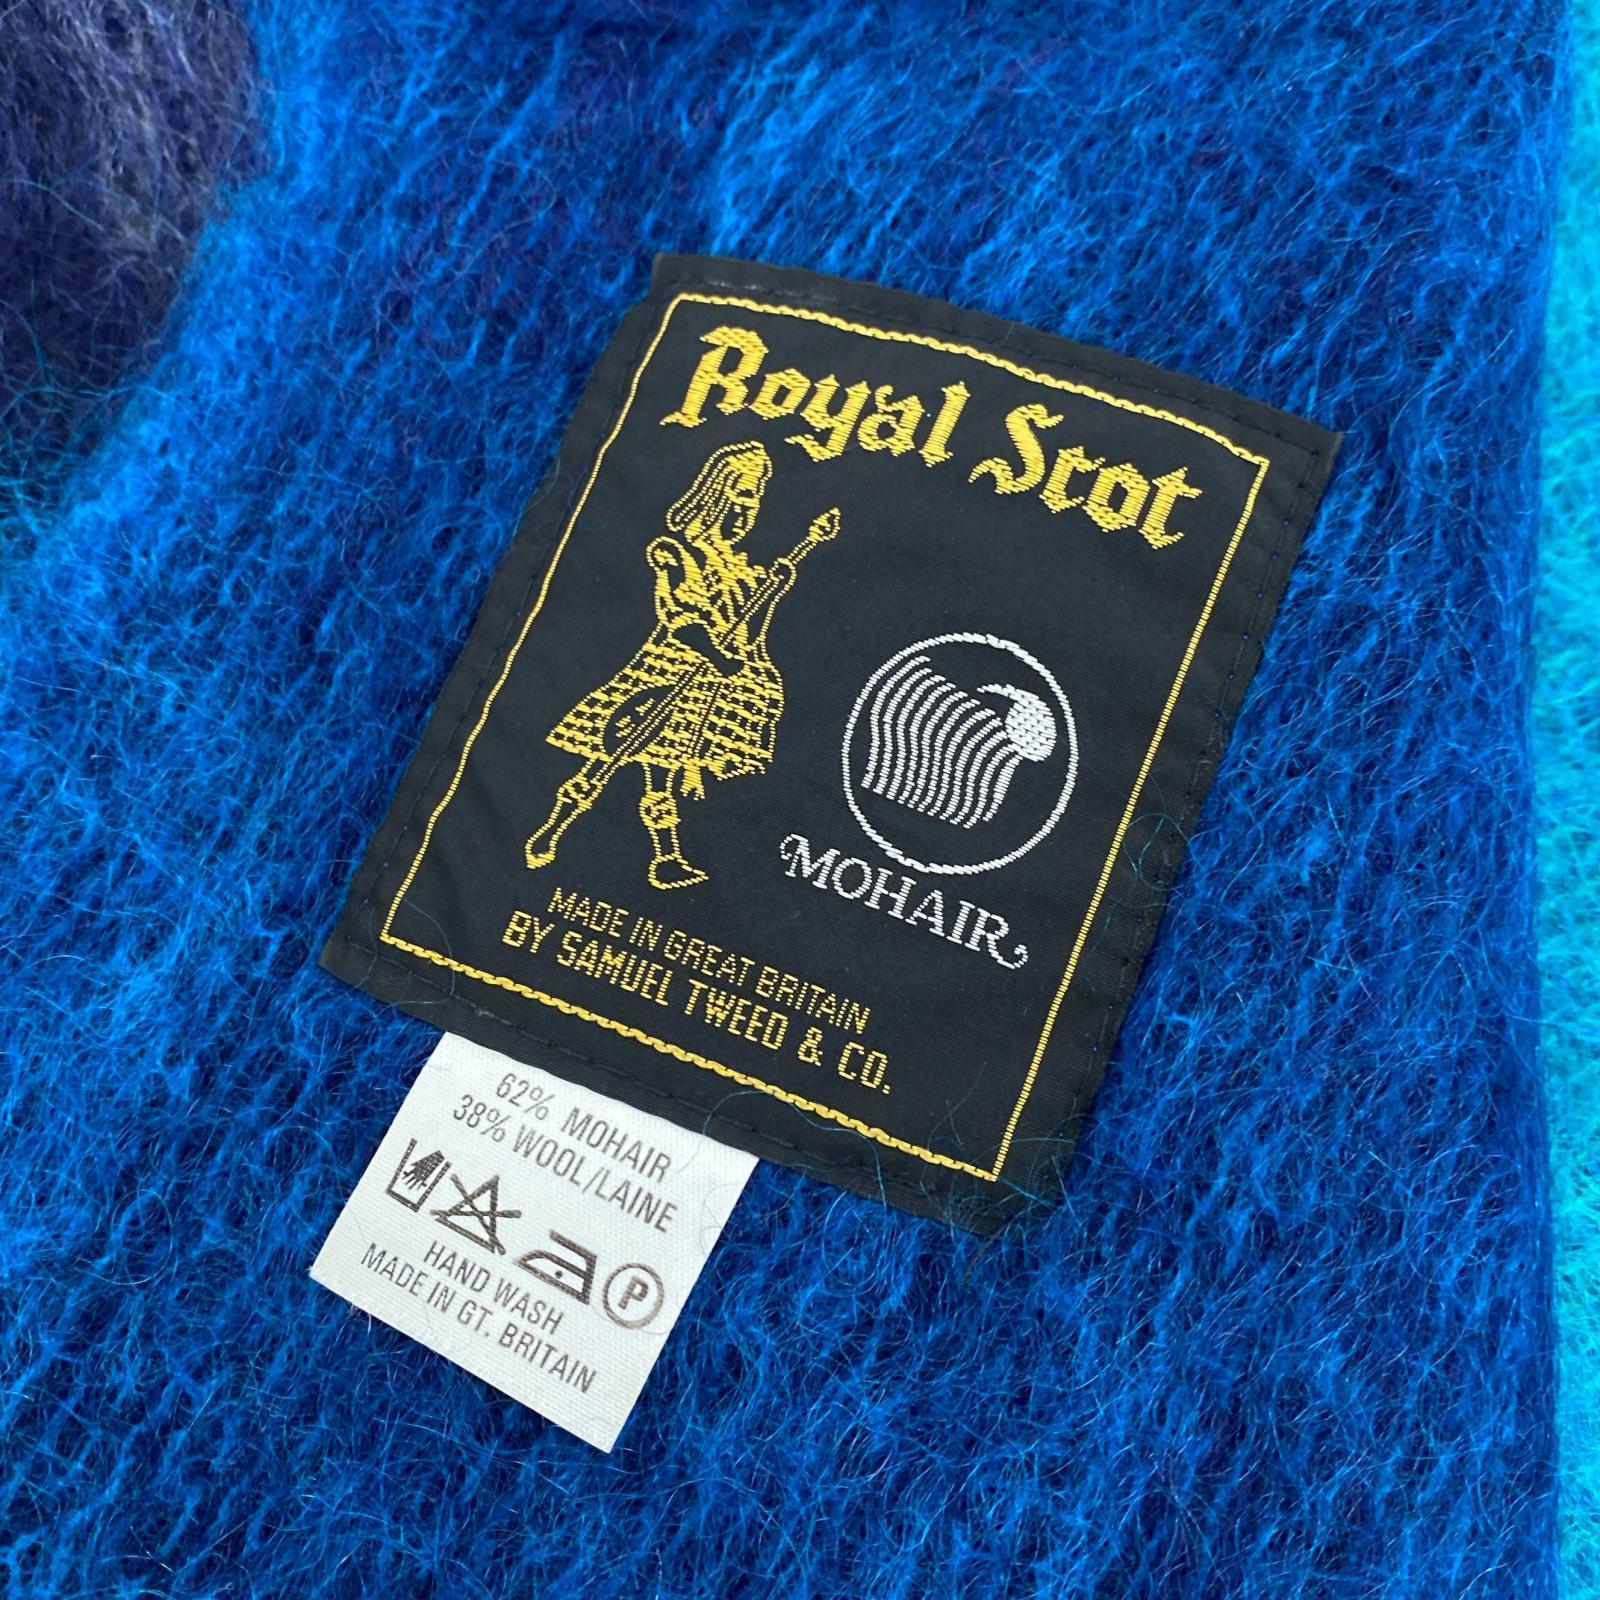 Royal Scot
MOHAIR
MADE IN GREAT BRITAIN
BY SAMUEL TWEED & CO.
62% MOHAIR
38% WOOL/LAINE
P
HAND WASH
MADE IN GT. BRITAIN